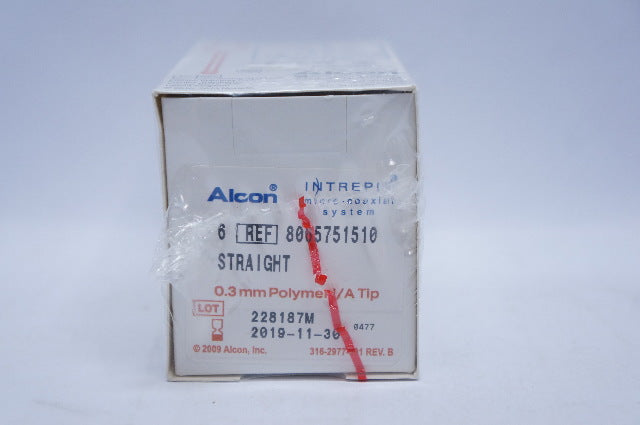 Alcon® INTREPID®
micro-coaxial
system
6 REF 8065751510
STRAIGHT
0.3 mm Polymer I/A Tip
LOT 228187M
2019-11-30 0477
© 2009 Alcon, Inc. REV. B